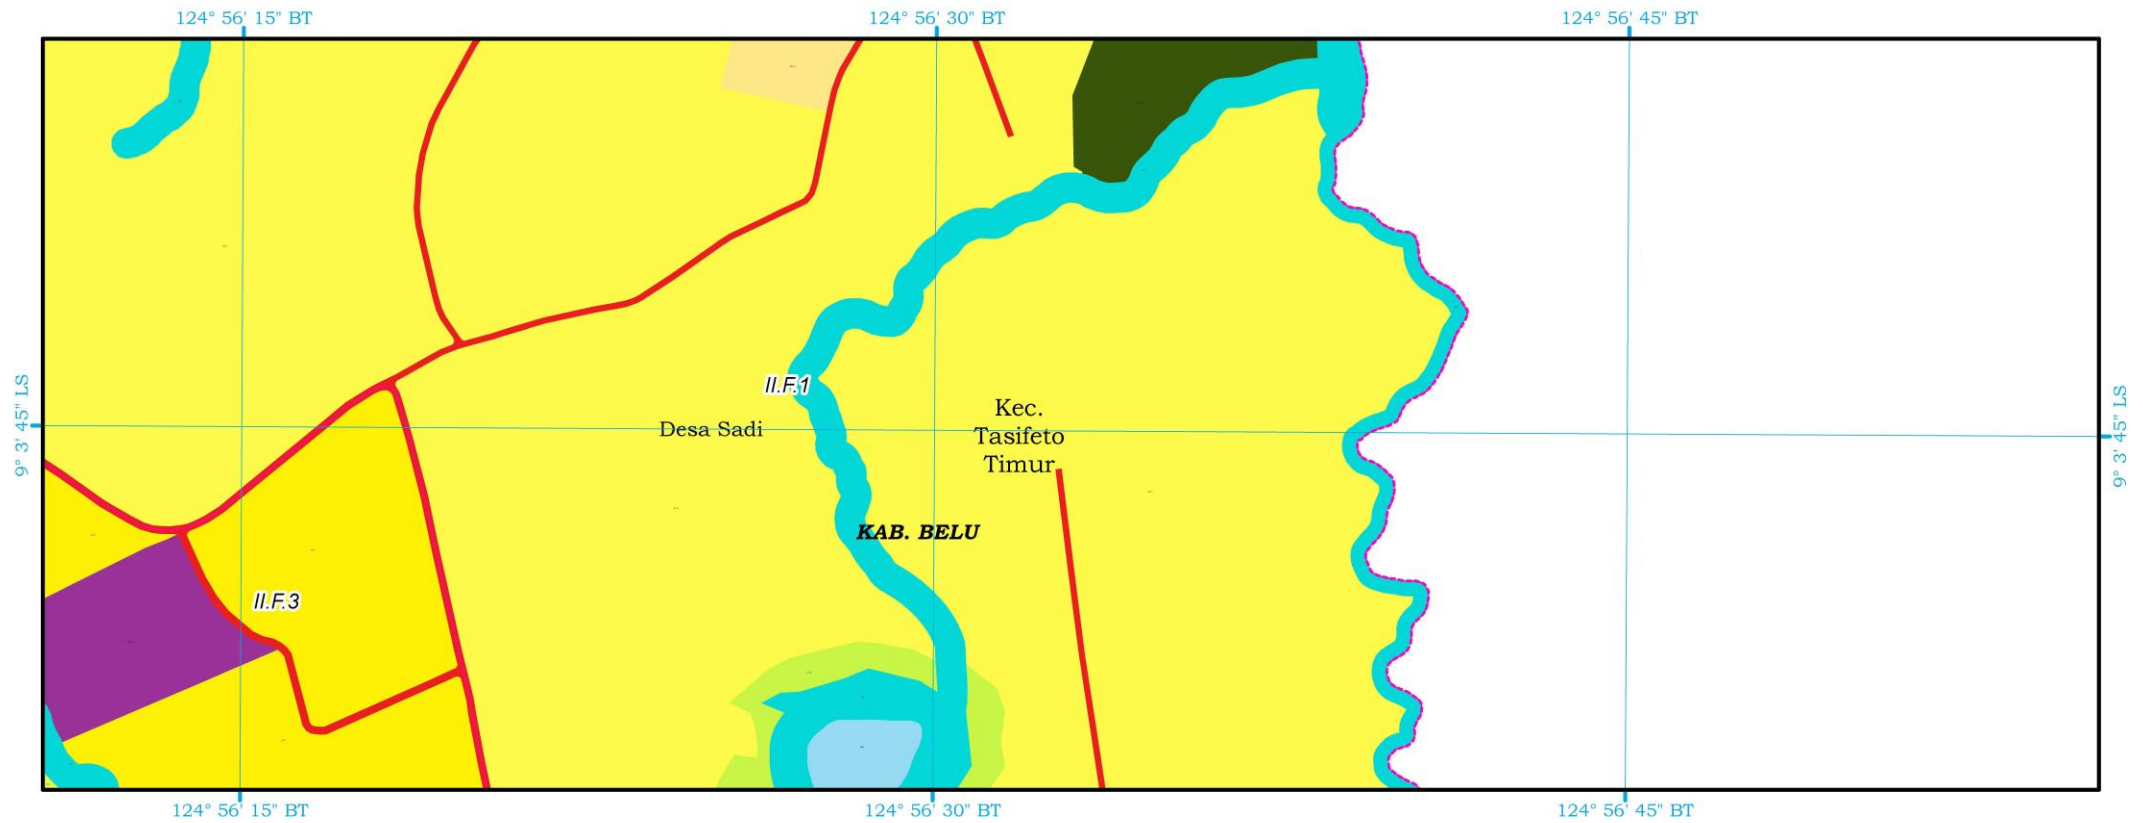 124° 56' 15" BT
124° 56' 30" BT
124° 56' 45" BT
9° 3' 45" LS
9° 3' 45" LS
II.F.1
Desa Sadi
Kec.
Tasifeto
Timur
KAB. BELU
II.F.3
124° 56' 15" BT
124° 56' 30" BT
124° 56' 45" BT